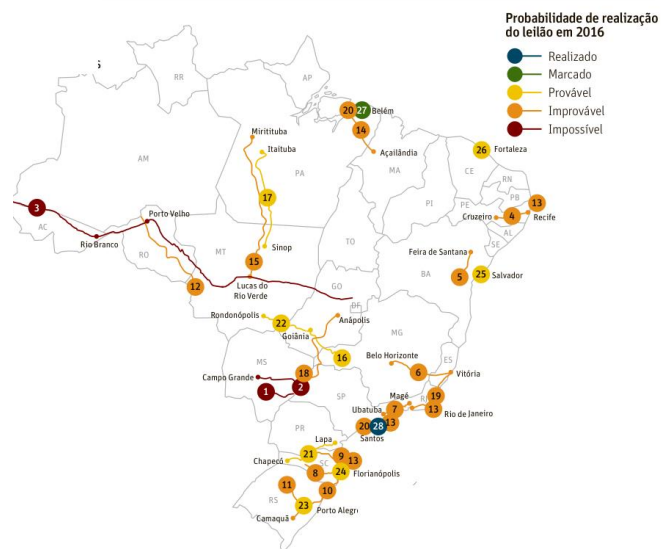 Probabilidade de realização
do leilão em 2016
Realizado
Marcado
Provável
Improvável
Impossível
RR
AP
20
27
Belém
14
Açailândia
Miritituba
Itaituba
26
Fortaleza
AM
PA
MA
CE
RN
PB
13
PI
PE
Cruzeiro
4
Recife
AL
SE
3
AC
Porto Velho
Rio Branco
17
RO
Sinop
MT
15
TO
Feira de Santana
BA
5
25
Salvador
12
Lucas do
Rio Verde
GO
DF
Rondonópolis
22
Goiânia
Anápolis
MG
16
Belo Horizonte
ES
6
Vitória
MS
18
Campo Grande
1
2
SP
Magé
RJ
19
Ubatuba
7
13
Rio de Janeiro
20
28
13
Santos
PR
Lapa
21
9
13
Chapecó
SC
8
24
Florianópolis
11
10
RS
23
Porto Alegr
Camaquã